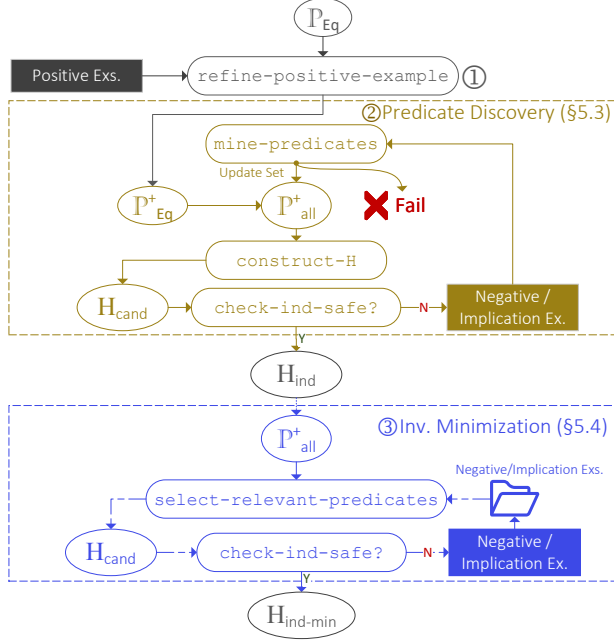 ℙEq
Positive Exs.
refine-positive-example ①
②Predicate Discovery (§5.3)
mine-predicates
Update Set
ℙ+Eq
ℙ+all
Fail
construct-H
Hcand
check-ind-safe?
N
Negative /
Implication Ex.
Y
Hind
③Inv. Minimization (§5.4)
ℙ+all
Negative/Implication Exs.
select-relevant-predicates
Hcand
check-ind-safe?
N
Negative /
Implication Ex.
Y
Hind-min